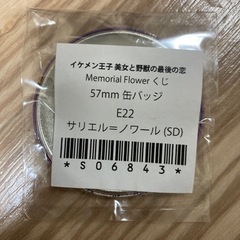 イケメン王子 美女と野獣の最後の恋
Memorial Flower くじ
57mm 缶バッジ
E22
サリエル＝ノワール (SD)
*S06843*